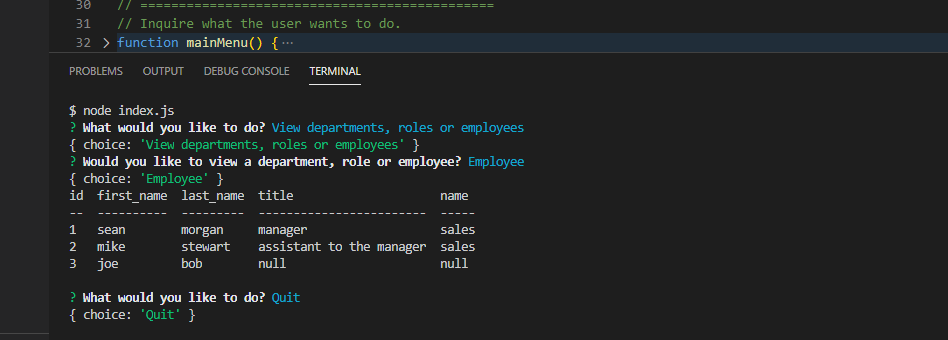 30 // ==============================================
31 // Inquire what the user wants to do.
32 > function mainMenu() { ...
PROBLEMS OUTPUT DEBUG CONSOLE TERMINAL
$ node index.js
? What would you like to do? View departments, roles or employees
{ choice: 'View departments, roles or employees' }
? Would you like to view a department, role or employee? Employee
{ choice: 'Employee' }
id  first_name  last_name  title                     name
--  ----------  ---------  ------------------------  -----
1   sean        morgan     manager                   sales
2   mike        stewart    assistant to the manager  sales
3   joe         bob        null                      null
? What would you like to do? Quit
{ choice: 'Quit' }